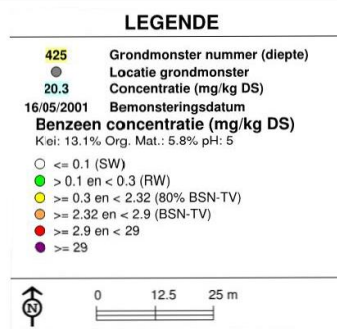 LEGENDE
425 Grondmonster nummer (diepte)
Locatie grondmonster
20.3 Concentratie (mg/kg DS)
16/05/2001 Bemonsteringsdatum
Benzeen concentratie (mg/kg DS)
Klei: 13.1% Org. Mat.: 5.8% pH: 5
<= 0.1 (SW)
> 0.1 en < 0.3 (RW)
>= 0.3 en < 2.32 (80% BSN-TV)
>= 2.32 en < 2.9 (BSN-TV)
>= 2.9 en < 29
>= 29
N 0 12.5 25 m